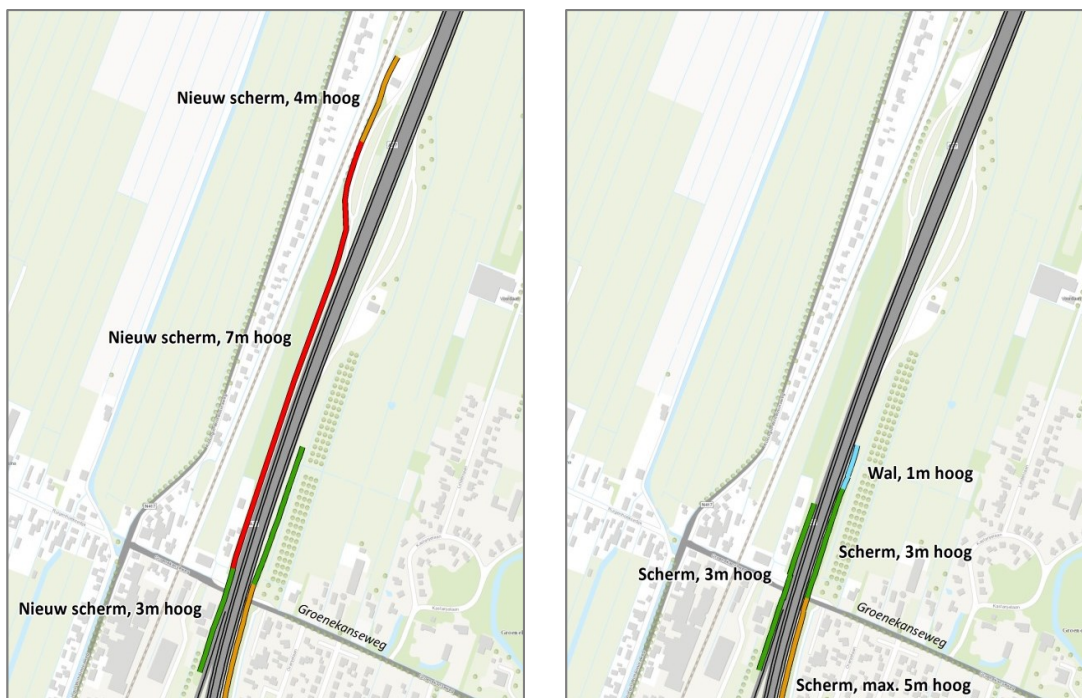 Nieuw scherm, 4m hoog
Nieuw scherm, 7m hoog
Nieuw scherm, 3m hoog
Groenekanseweg
Wal, 1m hoog
Scherm, 3m hoog
Scherm, 3m hoog
Groenekanseweg
Scherm, max. 5m hoog